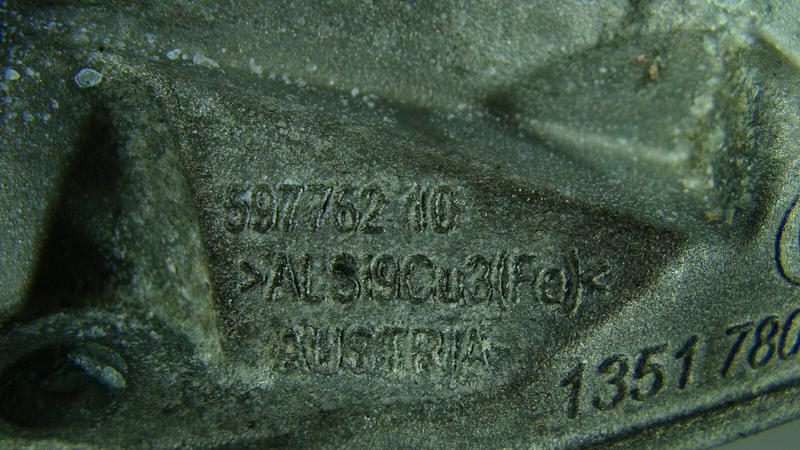 597762 10
>ALSi9Cu3(Fe)<
AUSTRIA
1351 780